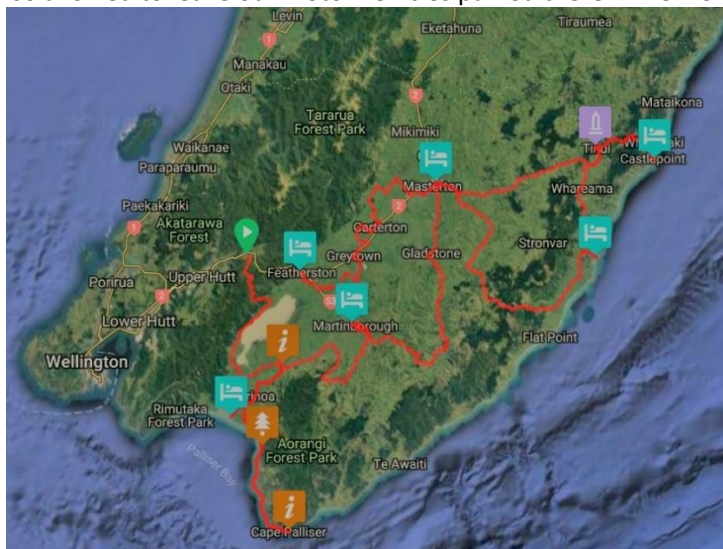 Levin
Eketahuna
Tiraumea
1
Manakau
2
Otaki
Mataikona
Tararua
Forest Park
Mikimiki
Waikanae
1
Tinui
Paraparaumu
Castlepoint
Masterton
Whareama
Paekakariki
2
Akatarawa
Forest
Carterton
1
Stronvar
Greytown
Gladstone
Upper Hutt
Featherston
Porirua
2
53
Lower Hutt
Martinborough
Flat Point
i
Wellington
Rimutaka
Forest Park
Aorangi
Forest Park
Palliser Bay
Te Awaiti
i
Cape Palliser